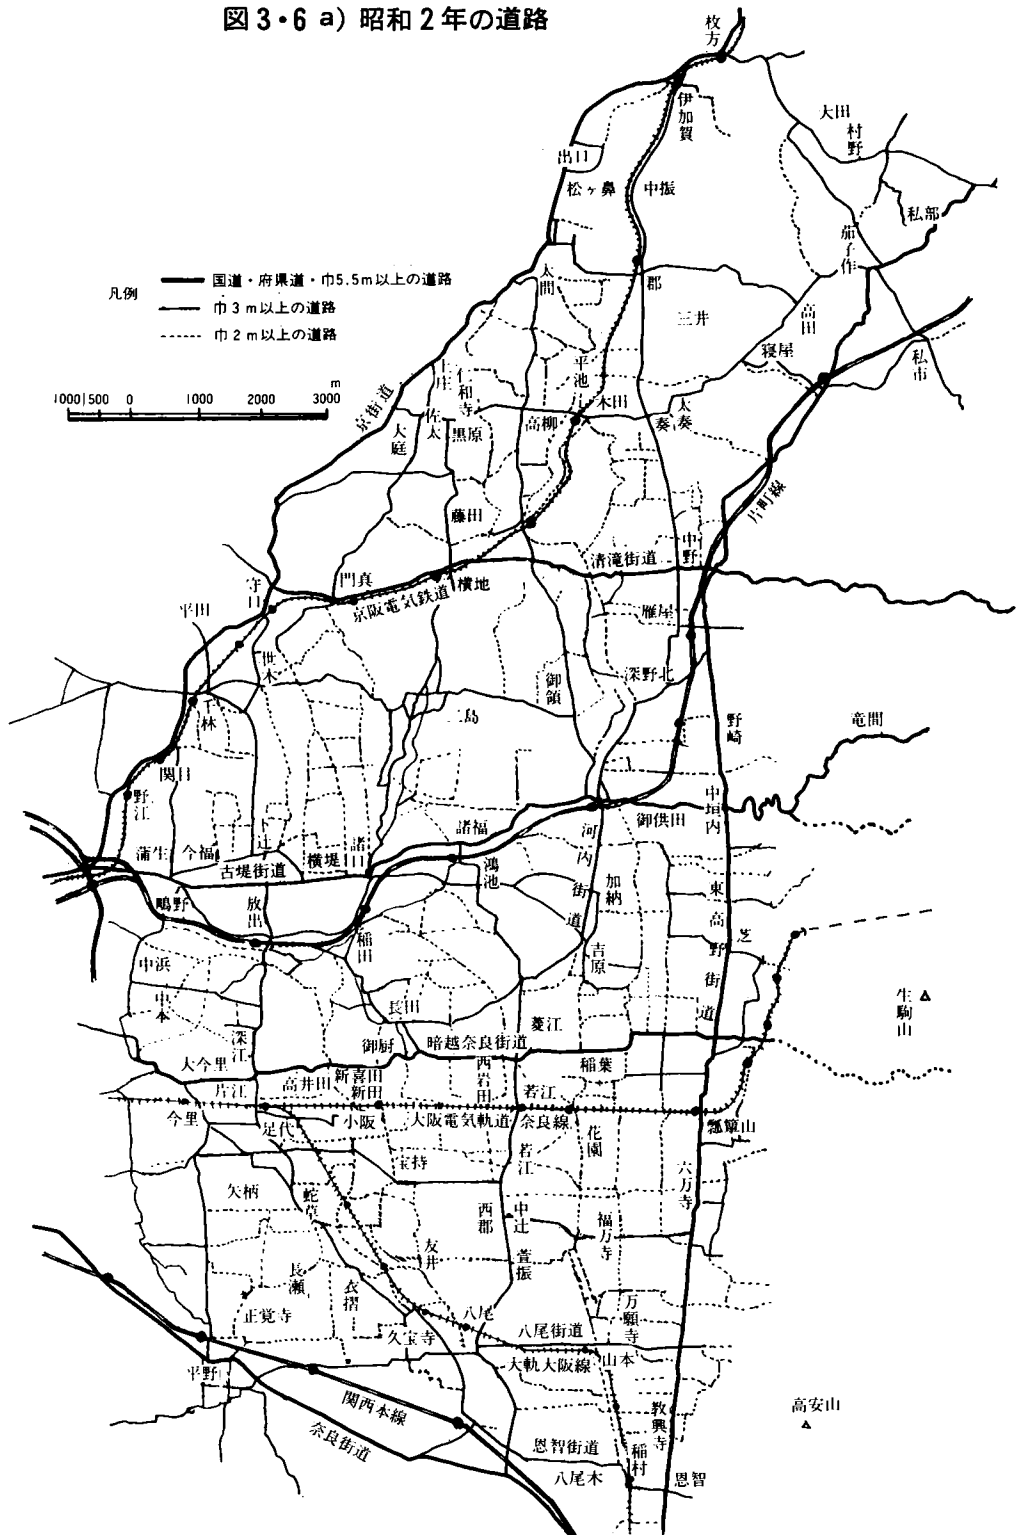 図3・6 a) 昭和2年の道路
枚方
伊加賀
大田
村野
出口
松ヶ鼻
中振
私部
茄子作
凡例
国道・府県道・巾5.5m以上の道路
巾3m以上の道路
巾2m以上の道路
太間
郡
三井
高田
寝屋
私市
1000 500 0 1000 2000 3000 m
京街道
仁和寺
平池
木田
太秦
秦
佐太
大庭
黒原
高柳
片町線
藤田
中野
清滝街道
守口
門真
京阪電気鉄道
横地
平田
雁屋
世木
深野北
御領
千林
三島
野崎
竜間
関目
野江
中垣内
河内街道
御供田
諸福
蒲生
今福
辻
横堤
諸口
古堤街道
鴻池
加納
東高野街道
鴫野
放出
稲田
吉原
芝
中浜
中本
長田
生駒山
深江
菱江
御厨
暗越奈良街道
大今里
西岩田
稲葉
片江
高井田
新喜田
新田
若江
今里
足代
小阪
大阪電気軌道奈良線
瓢箪山
花園
宝持
若江
六万寺
矢柄
蛇草
西郡
中辻
福万寺
友井
萱振
長瀬
衣摺
正覚寺
万願寺
八尾
久宝寺
八尾街道
大軌大阪線
山本
平野
関西本線
奈良街道
教興寺
高安山
恩智街道
稲村
八尾木
恩智